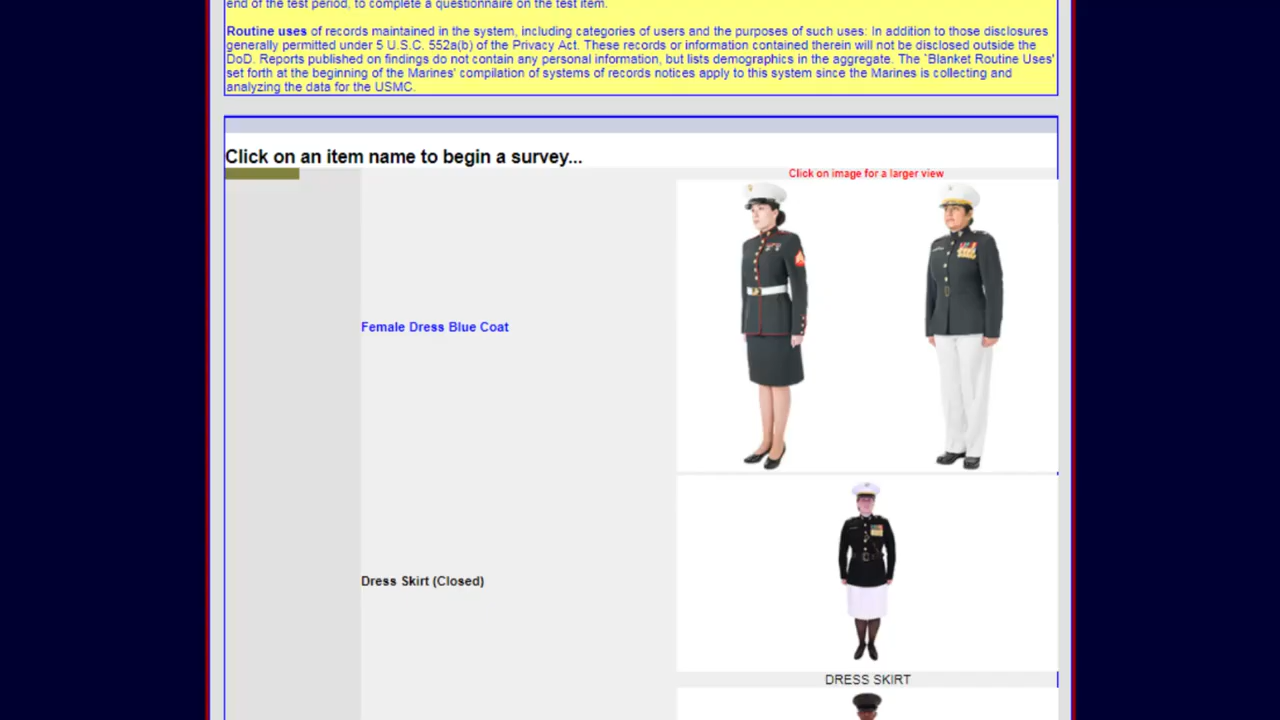 end of the test period, to complete a questionnaire on the test item.
Routine uses of records maintained in the system, including categories of users and the purposes of such uses: In addition to those disclosures
generally permitted under 5 U.S.C. 552a(b) of the Privacy Act. These records or information contained therein will not be disclosed outside the
DoD. Reports published on findings do not contain any personal information, but lists demographics in the aggregate. The `Blanket Routine Uses'
set forth at the beginning of the Marines' compilation of systems of records notices apply to this system since the Marines is collecting and
analyzing the data for the USMC.
Click on an item name to begin a survey...
Click on image for a larger view
Female Dress Blue Coat
Dress Skirt (Closed)
DRESS SKIRT